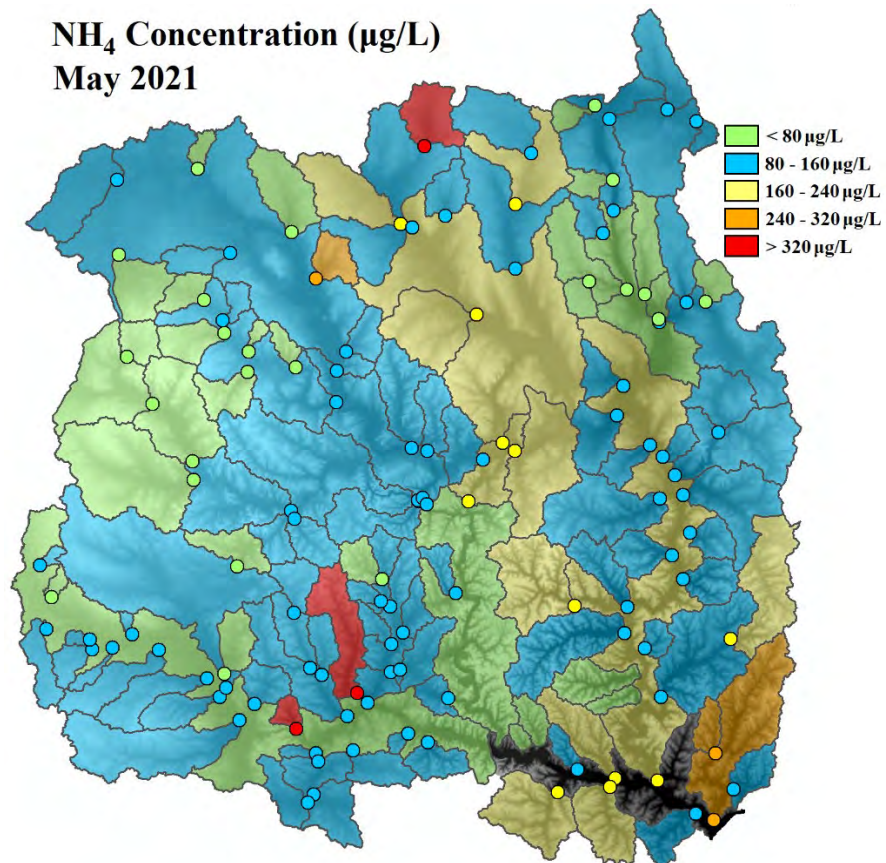 NH₄ Concentration (µg/L)
May 2021
< 80 µg/L
80 - 160 µg/L
160 - 240 µg/L
240 - 320 µg/L
> 320 µg/L